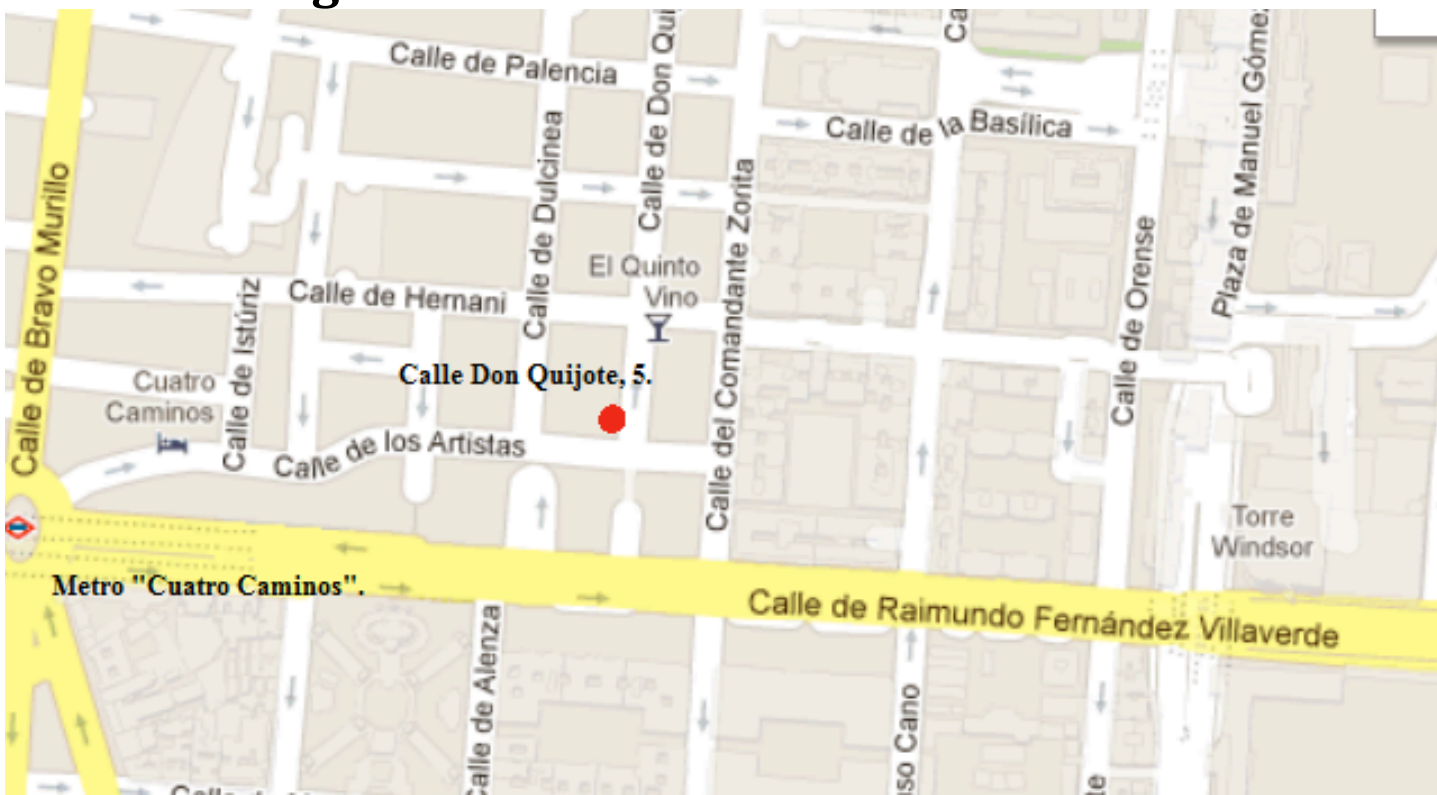 Calle de Palencia
Calle de Don Qui
Calle de Dulcinea
Calle de la Basílica
Plaza de Manuel Gómez
Calle de Bravo Murillo
Calle del Comandante Zorita
Calle de Orense
El Quinto
Vino
Calle de Hernani
Calle de Istúriz
Calle Don Quijote, 5.
Cuatro
Caminos
Calle de los Artistas
Torre
Windsor
Metro "Cuatro Caminos".
Calle de Raimundo Fernández Villaverde
Calle de Alenza
uso Cano